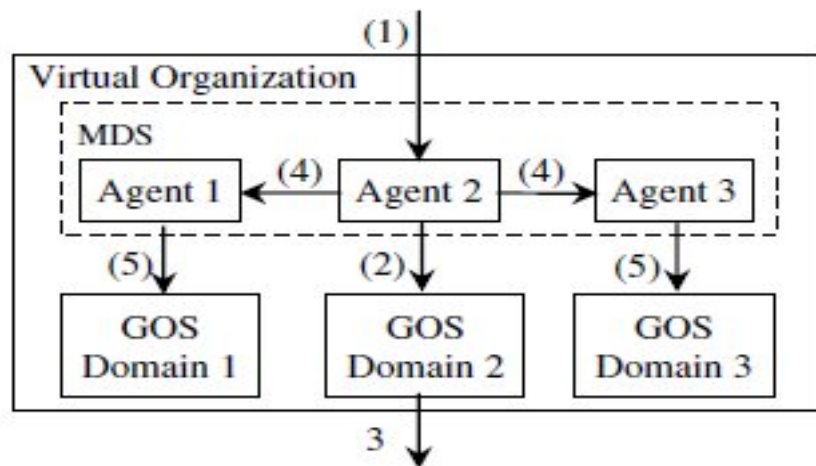 (1)
Virtual Organization
MDS
Agent 1
(4)
Agent 2
(4)
Agent 3
(5)
(2)
(5)
GOS
Domain 1
GOS
Domain 2
GOS
Domain 3
3